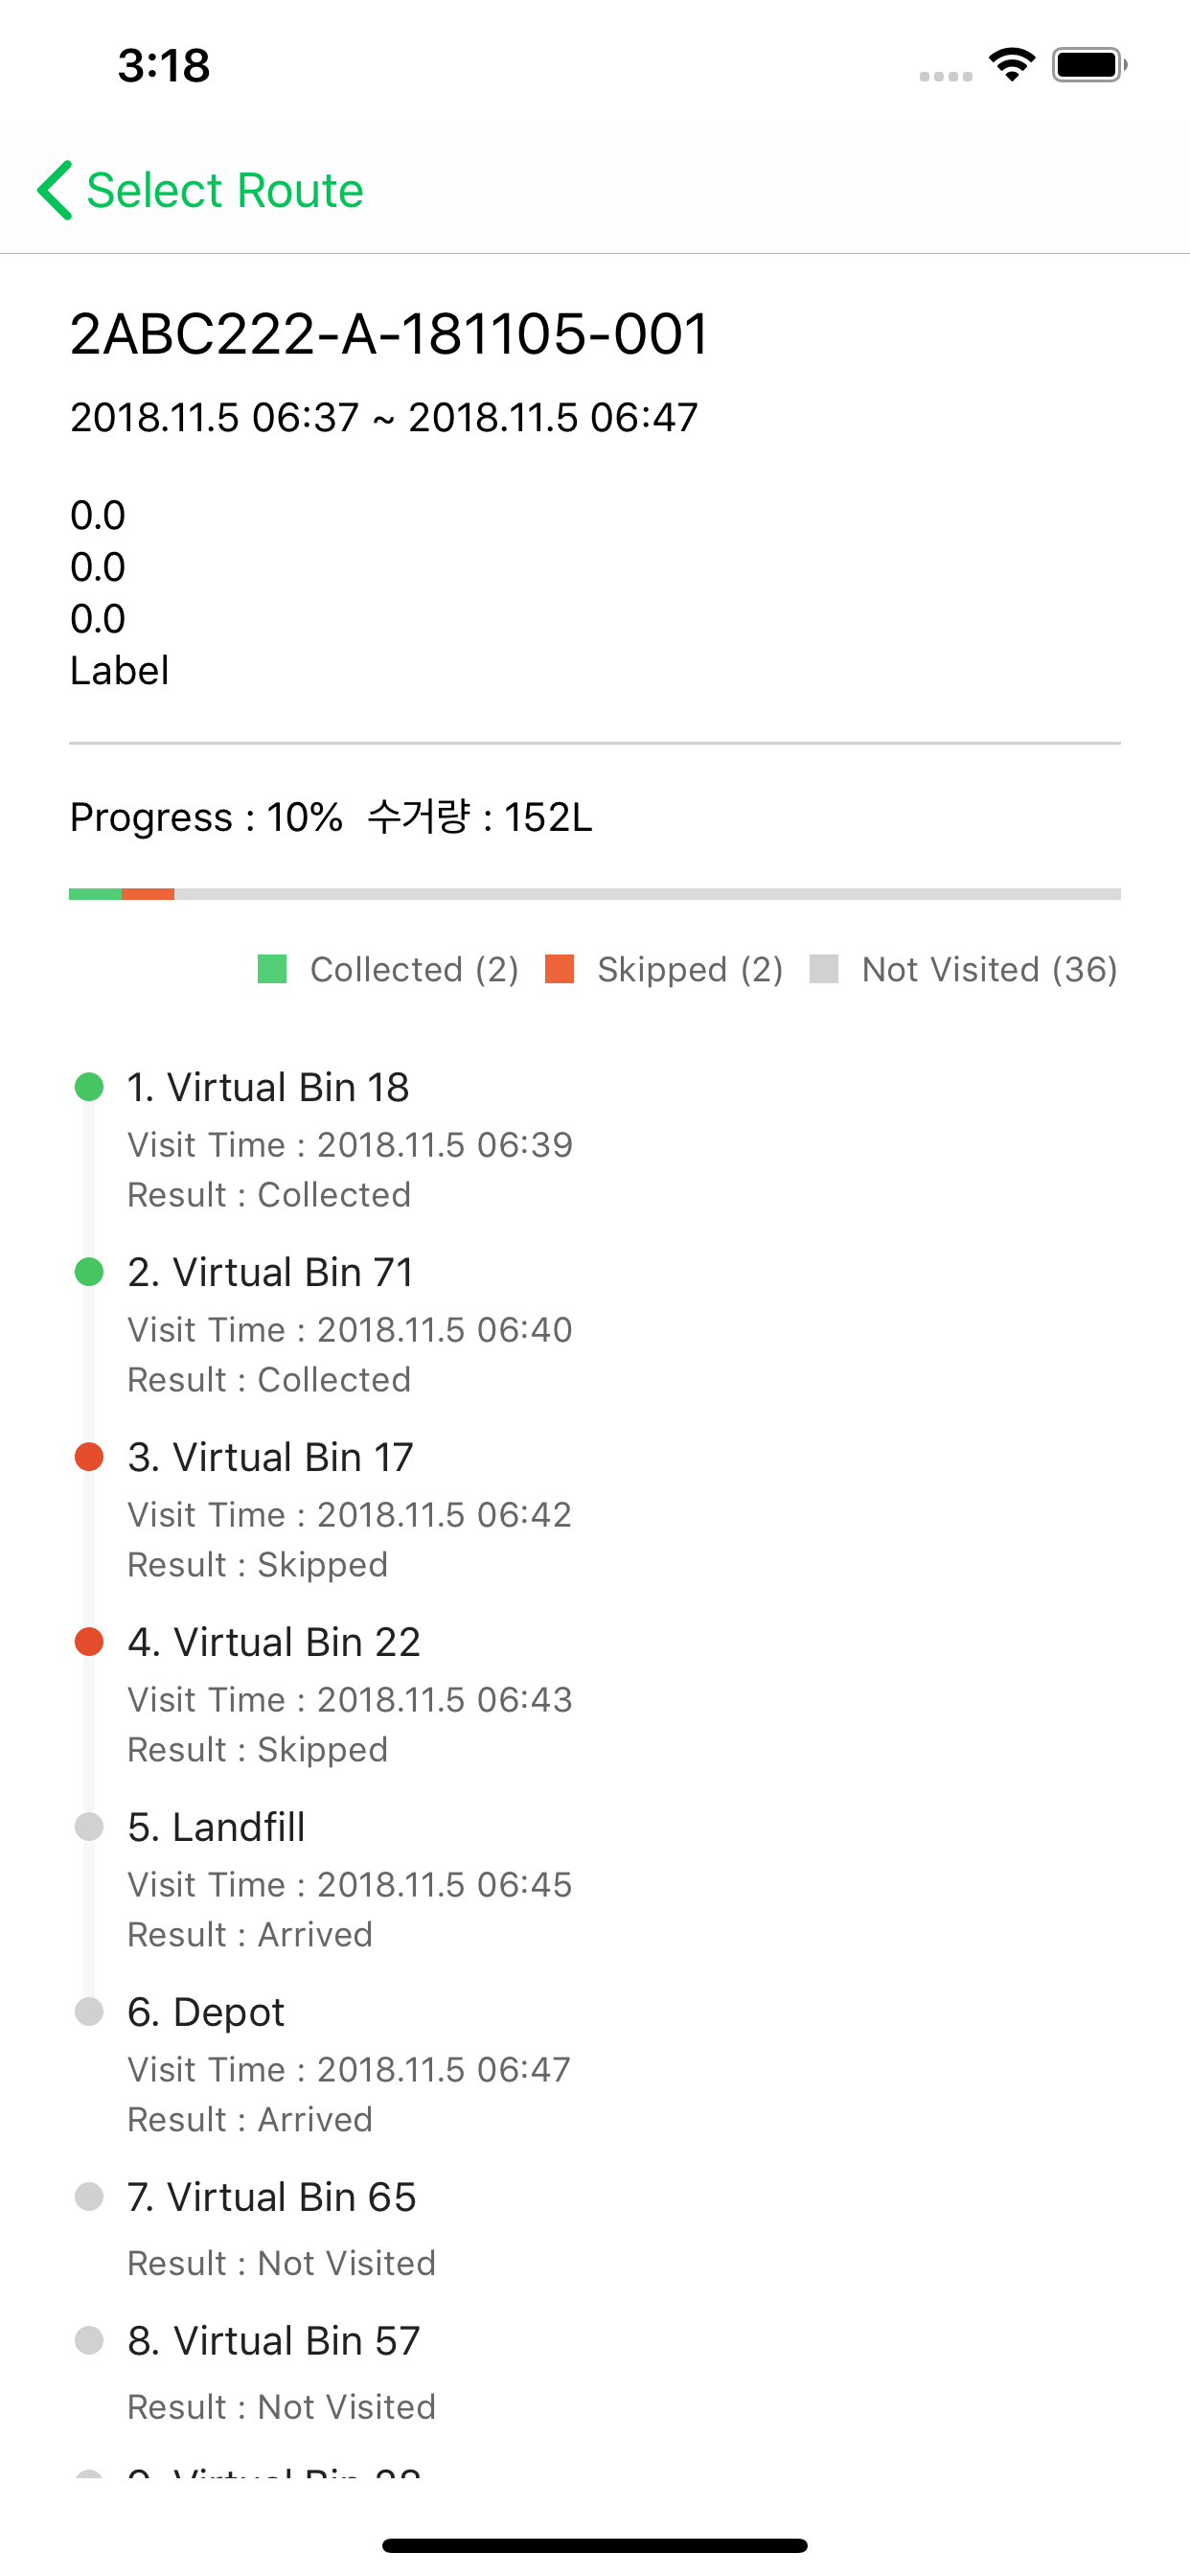 3:18
Select Route
2ABC222-A-181105-001
2018.11.5 06:37 ~ 2018.11.5 06:47
0.0
0.0
0.0
Label
Progress : 10% 수거량 : 152L
Collected (2) Skipped (2) Not Visited (36)
1. Virtual Bin 18
Visit Time : 2018.11.5 06:39
Result : Collected
2. Virtual Bin 71
Visit Time : 2018.11.5 06:40
Result : Collected
3. Virtual Bin 17
Visit Time : 2018.11.5 06:42
Result : Skipped
4. Virtual Bin 22
Visit Time : 2018.11.5 06:43
Result : Skipped
5. Landfill
Visit Time : 2018.11.5 06:45
Result : Arrived
6. Depot
Visit Time : 2018.11.5 06:47
Result : Arrived
7. Virtual Bin 65
Result : Not Visited
8. Virtual Bin 57
Result : Not Visited
9. Virtual Bin